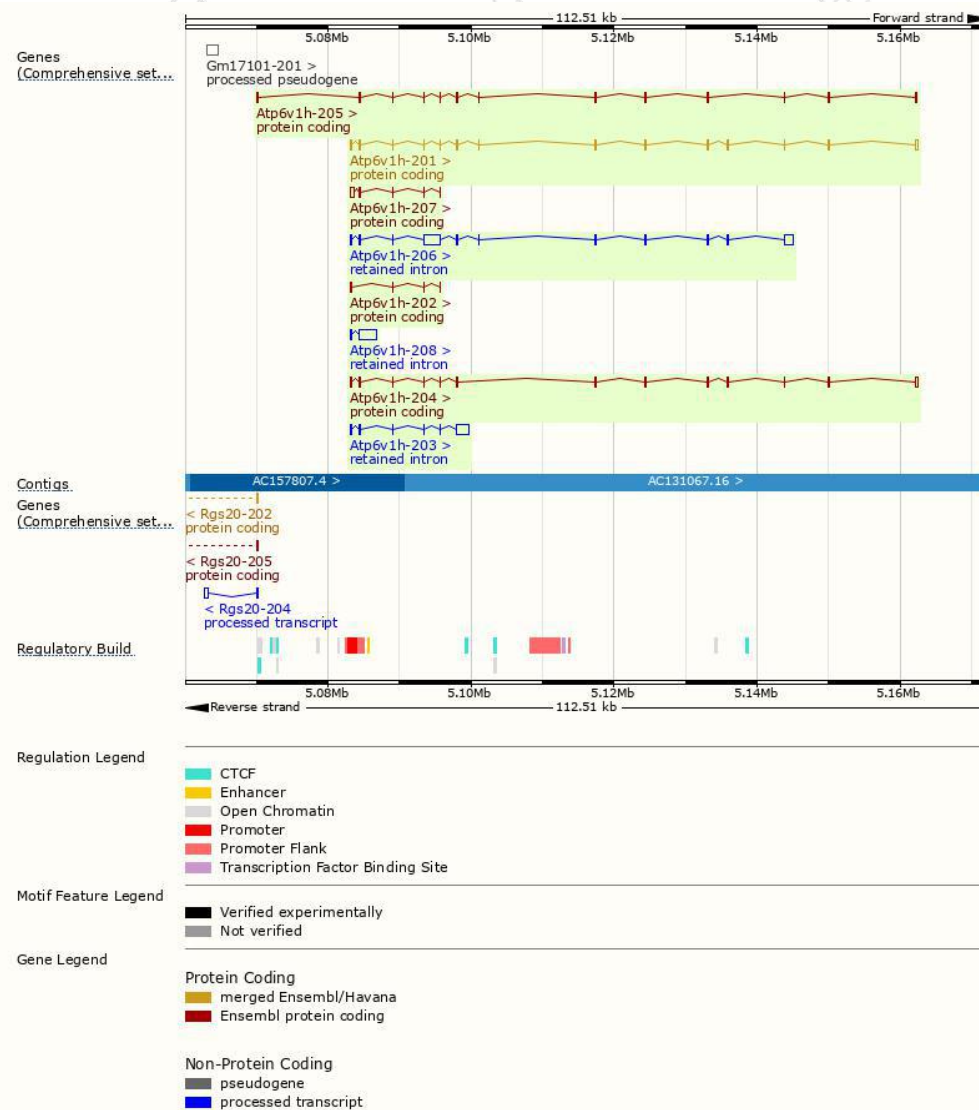 112.51 kb
Forward strand
5.08Mb 5.10Mb 5.12Mb 5.14Mb 5.16Mb
Genes
(Comprehensive set...
Gm17101-201 >
processed pseudogene
Atp6v1h-205 >
protein coding
Atp6v1h-201 >
protein coding
Atp6v1h-207 >
protein coding
Atp6v1h-206 >
retained intron
Atp6v1h-202 >
protein coding
Atp6v1h-208 >
retained intron
Atp6v1h-204 >
protein coding
Atp6v1h-203 >
retained intron
Contigs
AC157807.4 >
AC131067.16 >
Genes
(Comprehensive set...
< Rgs20-202
protein coding
< Rgs20-205
protein coding
< Rgs20-204
processed transcript
Regulatory Build
5.08Mb 5.10Mb 5.12Mb 5.14Mb 5.16Mb
Reverse strand
112.51 kb
Regulation Legend
CTCF
Enhancer
Open Chromatin
Promoter
Promoter Flank
Transcription Factor Binding Site
Motif Feature Legend
Verified experimentally
Not verified
Gene Legend
Protein Coding
merged Ensembl/Havana
Ensembl protein coding
Non-Protein Coding
pseudogene
processed transcript